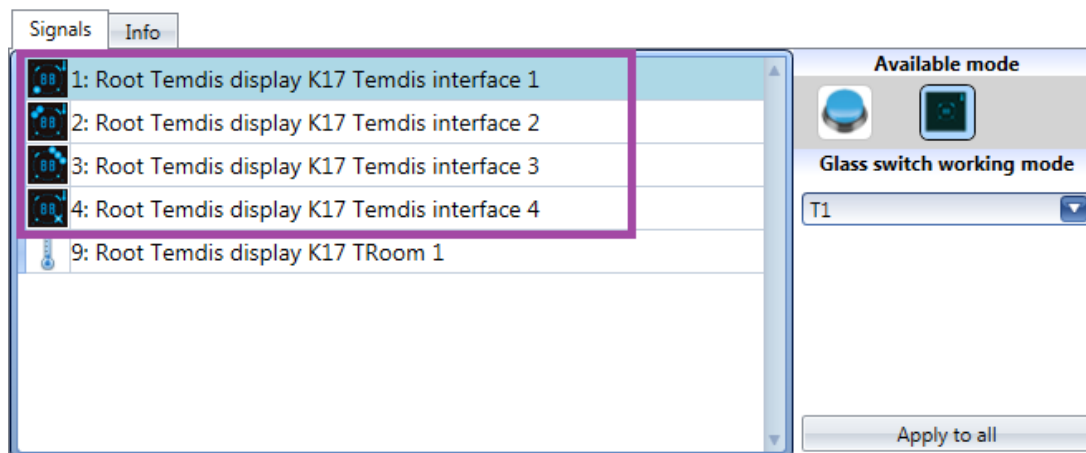 Signals
Info
1: Root Temdis display K17 Temdis interface 1
2: Root Temdis display K17 Temdis interface 2
3: Root Temdis display K17 Temdis interface 3
4: Root Temdis display K17 Temdis interface 4
9: Root Temdis display K17 TRoom 1
Available mode
Glass switch working mode
T1
Apply to all